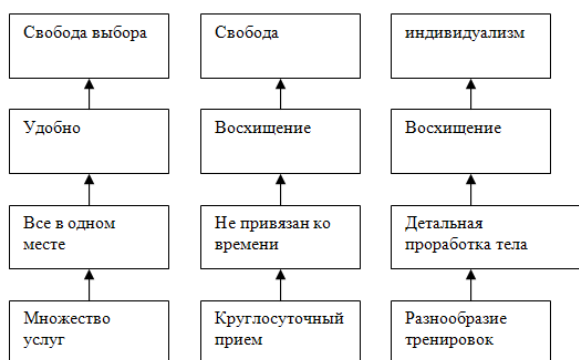 Свобода выбора
Свобода
индивидуализм
Удобно
Восхищение
Восхищение
Все в одном
месте
Не привязан ко
времени
Детальная
проработка тела
Множество
услуг
Круглосуточный
прием
Разнообразие
тренировок